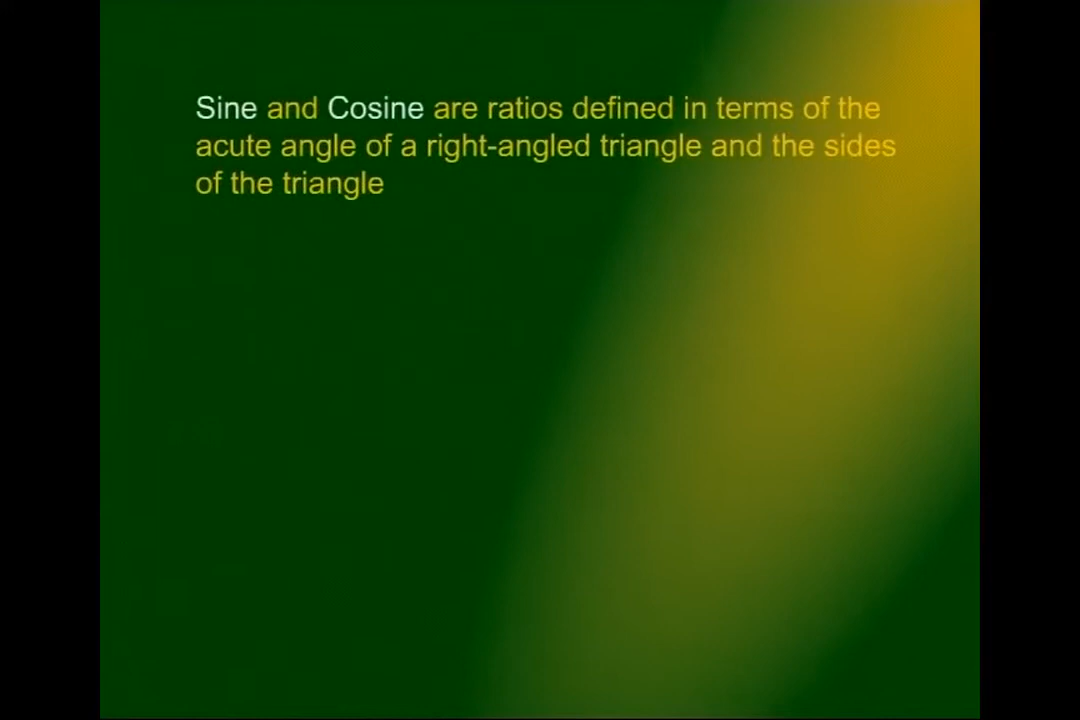 Sine and Cosine are ratios defined in terms of the
acute angle of a right-angled triangle and the sides
of the triangle